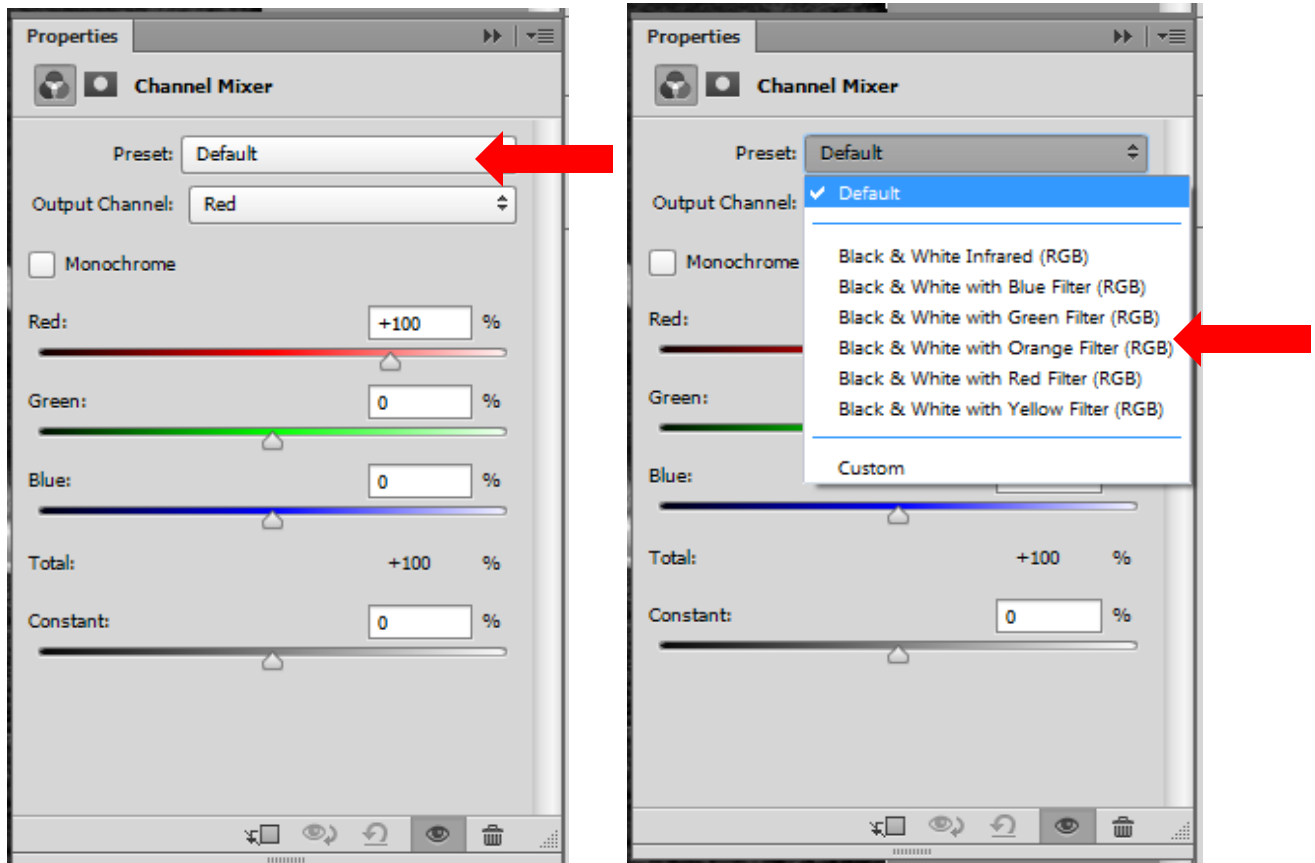 Properties
Channel Mixer
Preset: Default
Output Channel: Red
Monochrome
Red: +100 %
Green: 0 %
Blue: 0 %
Total: +100 %
Constant: 0 %
Properties
Channel Mixer
Preset: Default
Output Channel:
Default
Monochrome
Black & White Infrared (RGB)
Black & White with Blue Filter (RGB)
Black & White with Green Filter (RGB)
Black & White with Orange Filter (RGB)
Black & White with Red Filter (RGB)
Black & White with Yellow Filter (RGB)
Custom
Red:
Green:
Blue:
Total: +100 %
Constant: 0 %